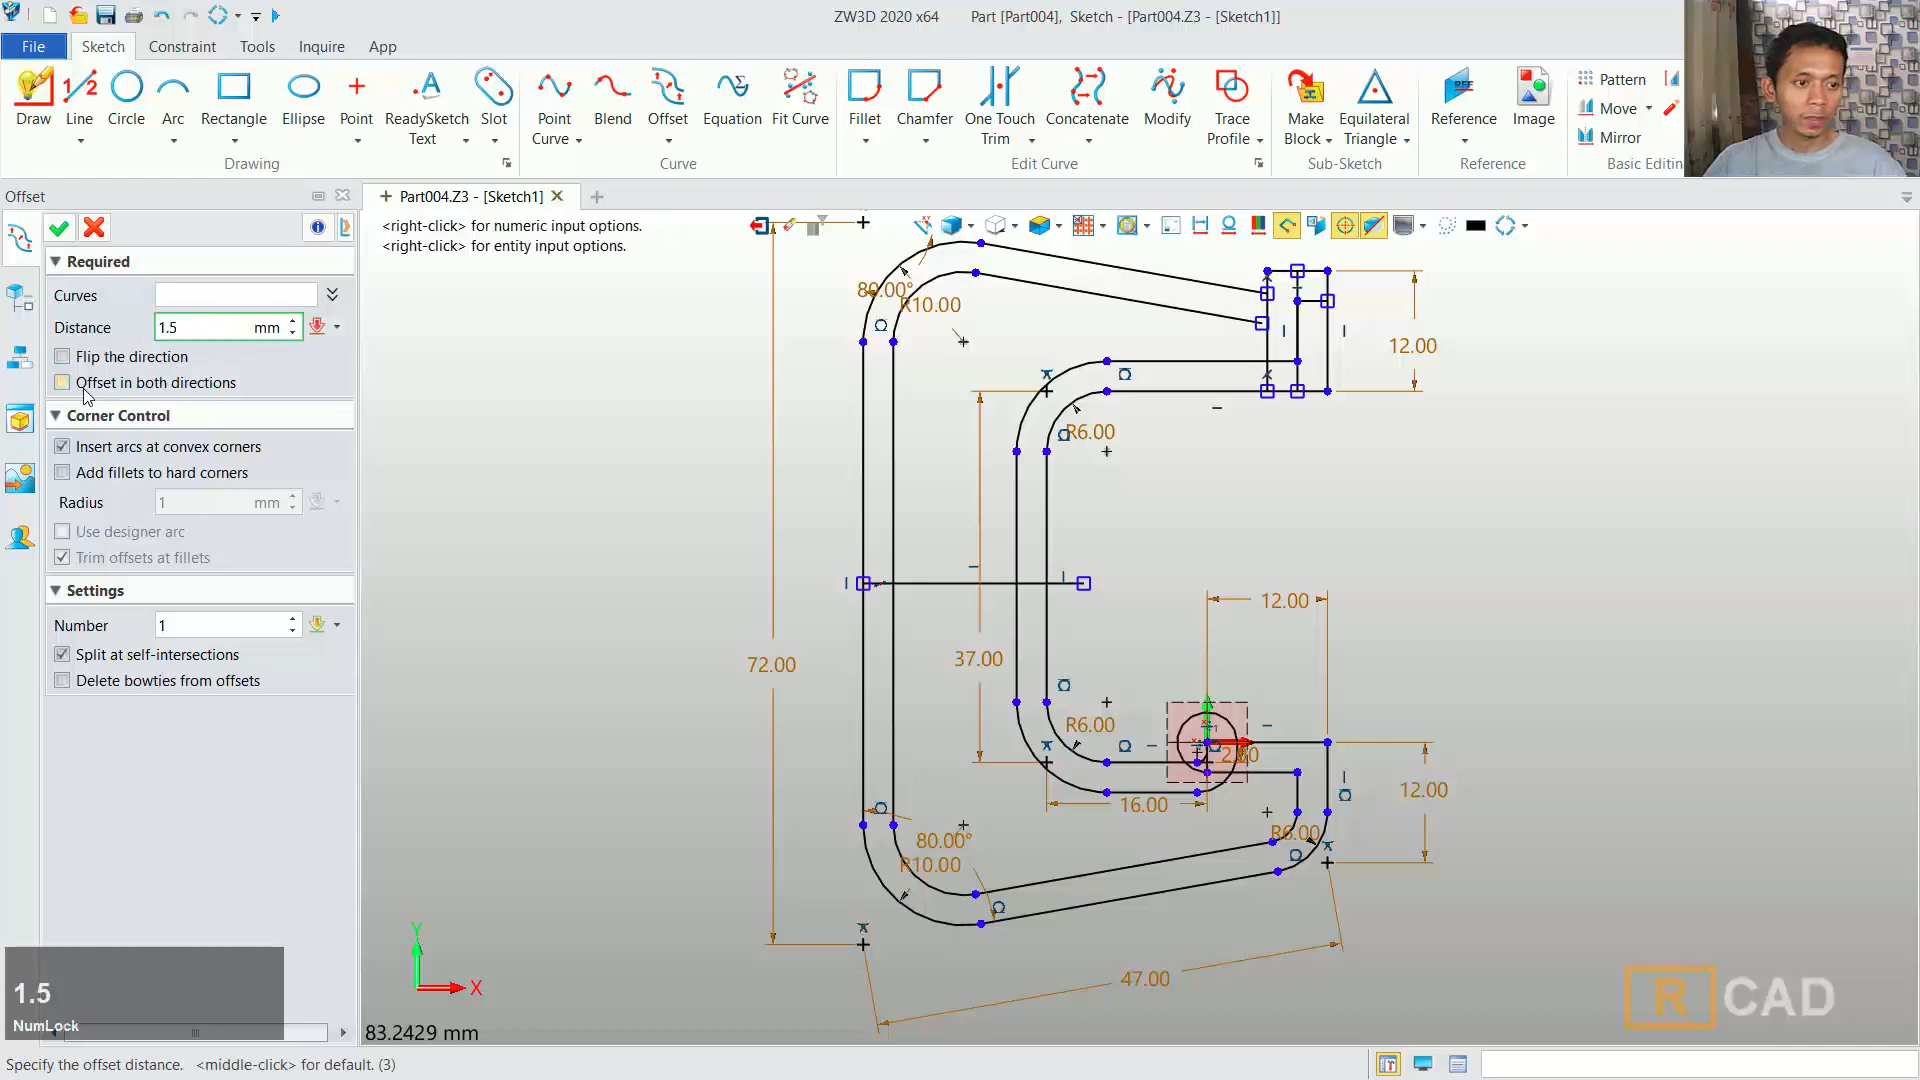 ZW3D 2020 x64 Part [Part004], Sketch - [Part004.Z3 - [Sketch1]]
File Sketch Constraint Tools Inquire App
Draw Line Circle Arc Rectangle Ellipse Point ReadySketch Text Slot
Drawing
Point Curve Blend Offset Equation Fit Curve
Curve
Fillet Chamfer One Touch Trim Concatenate Modify Trace Profile
Edit Curve
Make Block Equilateral Triangle
Sub-Sketch
Reference Image
Reference
Pattern
Move
Mirror
Basic Editin
Offset
Part004.Z3 - [Sketch1]
<right-click> for numeric input options.
<right-click> for entity input options.
Required
Curves
Distance 1.5 mm
Flip the direction
Offset in both directions
Corner Control
Insert arcs at convex corners
Add fillets to hard corners
Radius 1 mm
Use designer arc
Trim offsets at fillets
Settings
Number 1
Split at self-intersections
Delete bowties from offsets
80.00°
R10.00
12.00
R6.00
12.00
72.00
37.00
R6.00
16.00
12.00
R6.00
80.00°
R10.00
47.00
Y
X
1.5
NumLock
83.2429 mm
R CAD
Specify the offset distance. <middle-click> for default. (3)